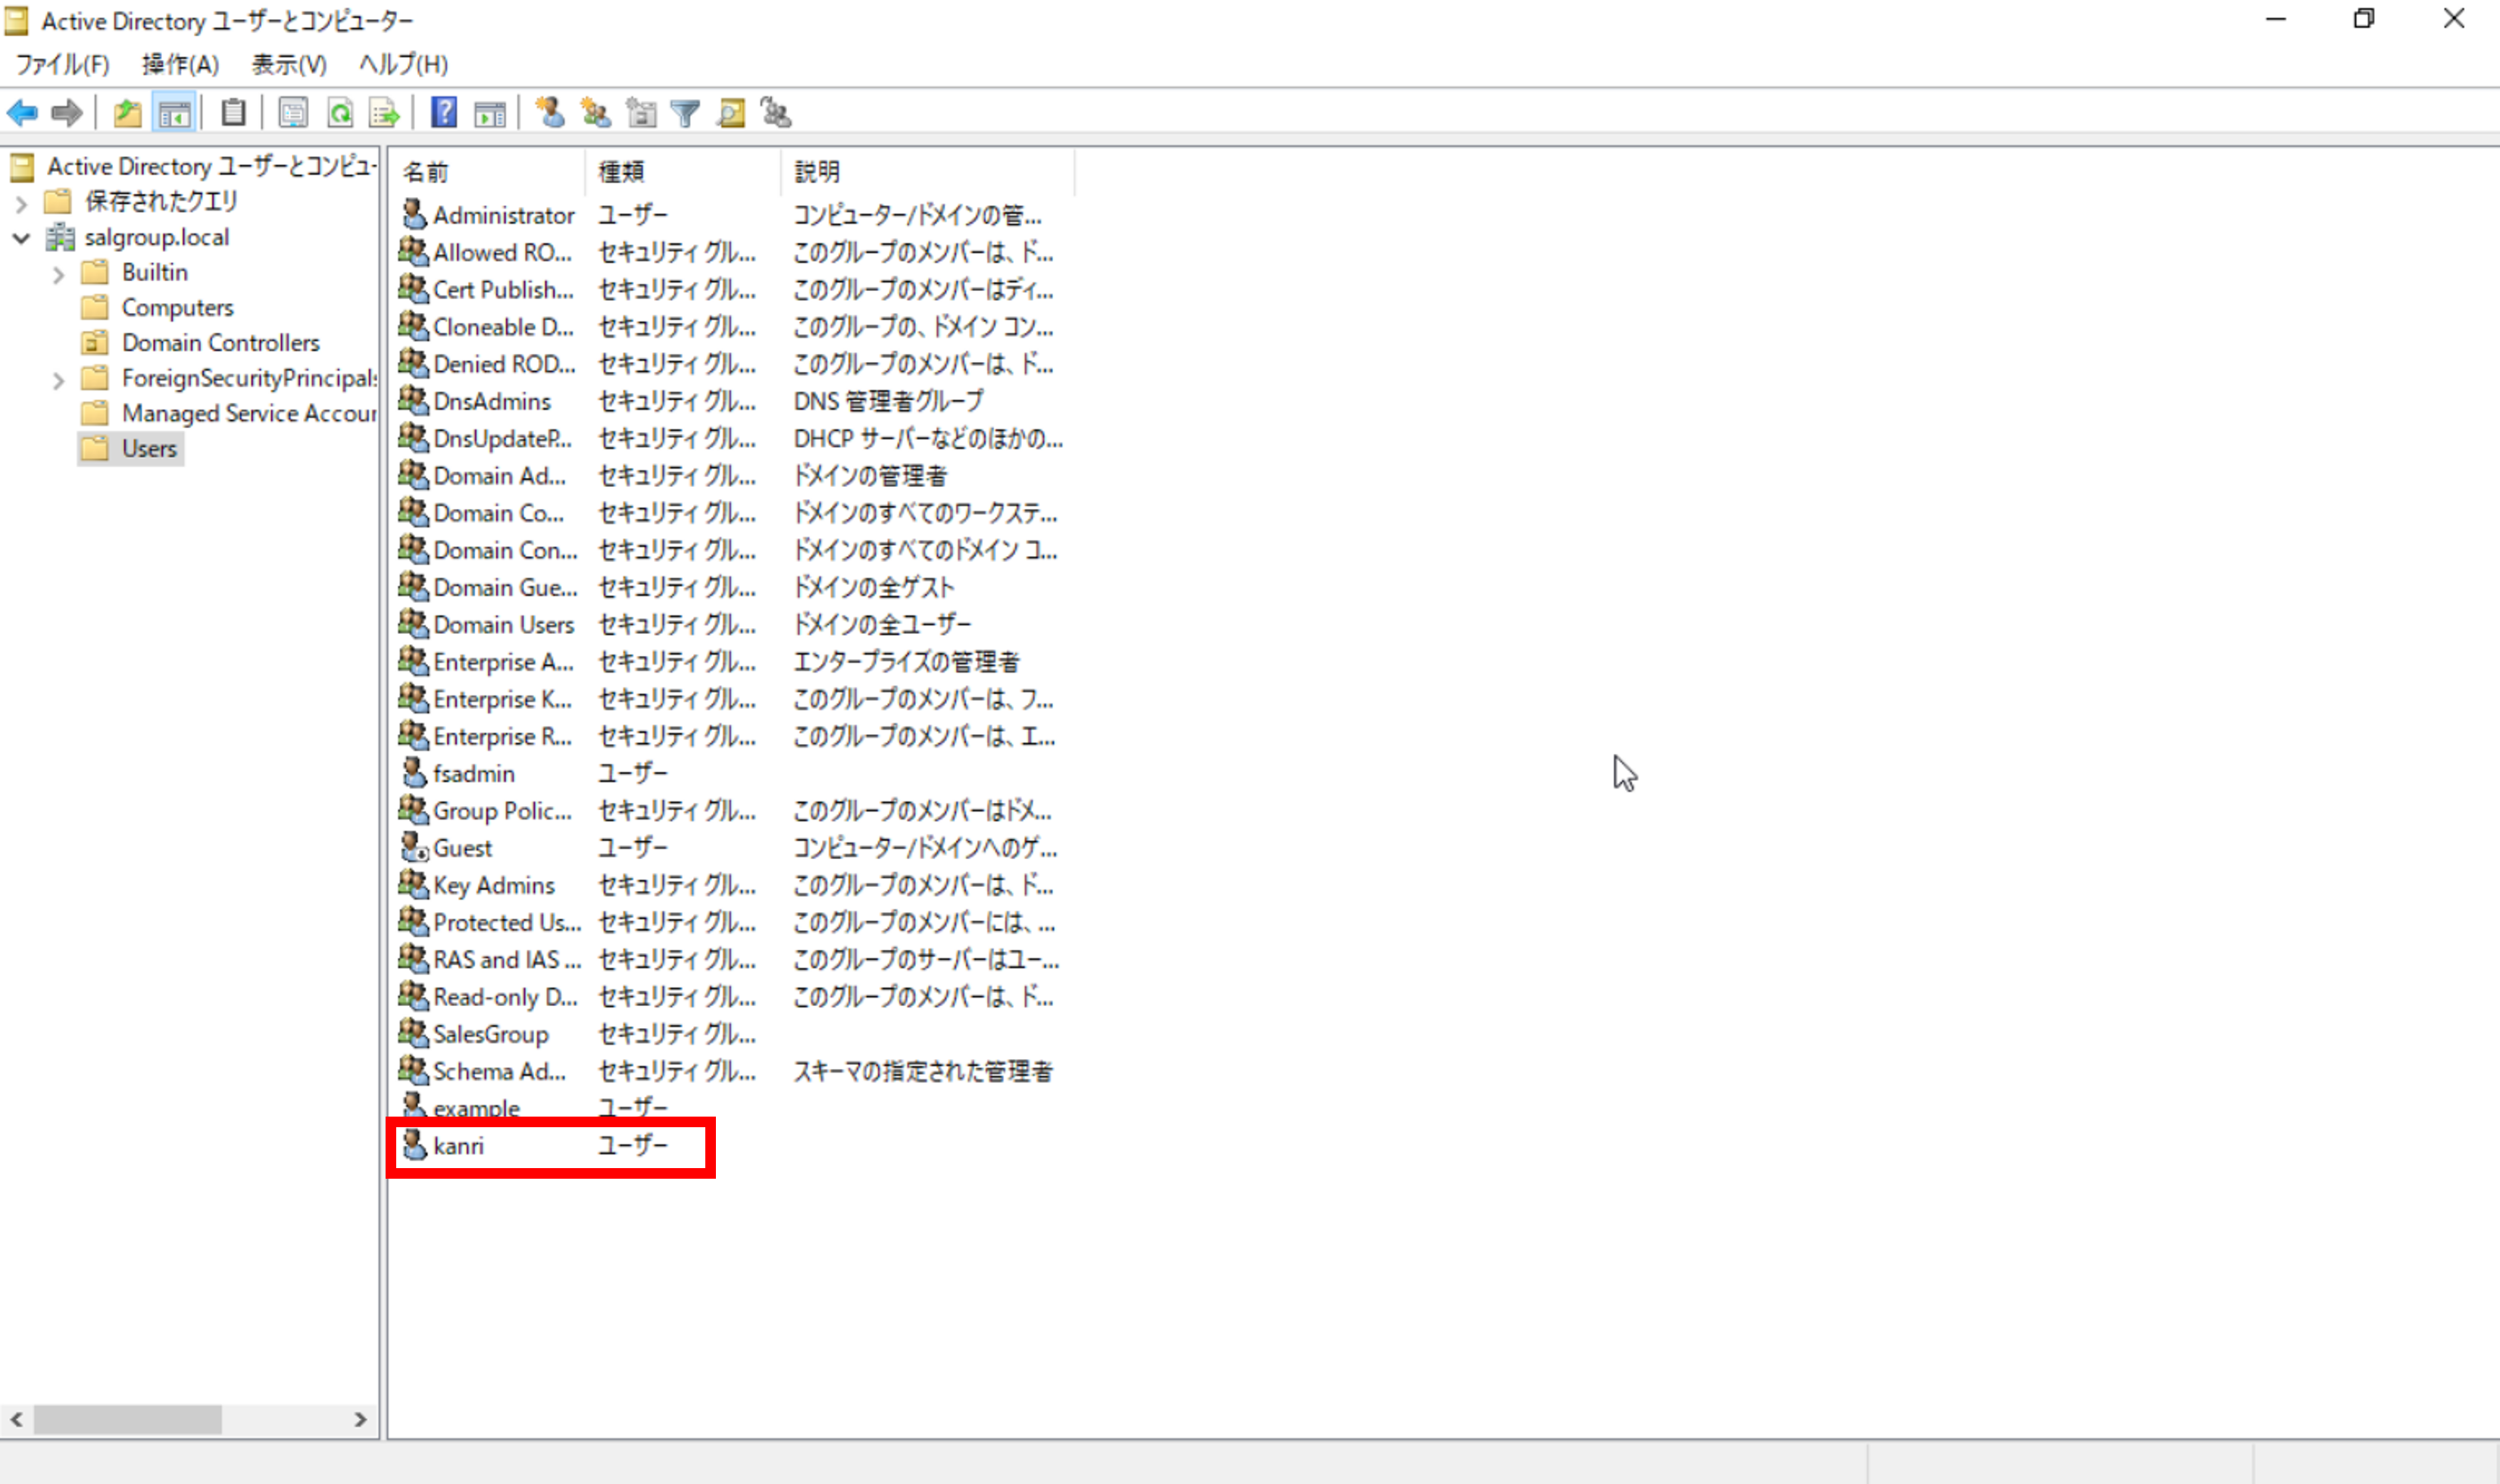 Active Directory ユーザーとコンピューター
ファイル(F) 操作(A) 表示(V) ヘルプ(H)
Active Directory ユーザーとコンピュー
保存されたクエリ
salgroup.local
Builtin
Computers
Domain Controllers
ForeignSecurityPrincipals
Managed Service Accoun
Users
名前 種類 説明
Administrator ユーザー コンピューター/ドメインの管...
Allowed RO... セキュリティ グル... このグループのメンバーは、ド...
Cert Publish... セキュリティ グル... このグループのメンバーはディ...
Cloneable D... セキュリティ グル... このグループの、ドメイン コン...
Denied ROD... セキュリティ グル... このグループのメンバーは、ド...
DnsAdmins セキュリティ グル... DNS 管理者グループ
DnsUpdateP... セキュリティ グル... DHCP サーバーなどのほかの...
Domain Ad... セキュリティ グル... ドメインの管理者
Domain Co... セキュリティ グル... ドメインのすべてのワークステ...
Domain Con... セキュリティ グル... ドメインのすべてのドメイン コ...
Domain Gue... セキュリティ グル... ドメインの全ゲスト
Domain Users セキュリティ グル... ドメインの全ユーザー
Enterprise A... セキュリティ グル... エンタープライズの管理者
Enterprise K... セキュリティ グル... このグループのメンバーは、フ...
Enterprise R... セキュリティ グル... このグループのメンバーは、エ...
fsadmin ユーザー
Group Polic... セキュリティ グル... このグループのメンバーはドメ...
Guest ユーザー コンピューター/ドメインへのゲ...
Key Admins セキュリティ グル... このグループのメンバーは、ド...
Protected Us... セキュリティ グル... このグループのメンバーには、...
RAS and IAS ... セキュリティ グル... このグループのサーバーはユー...
Read-only D... セキュリティ グル... このグループのメンバーは、ド...
SalesGroup セキュリティ グル...
Schema Ad... セキュリティ グル... スキーマの指定された管理者
example ユーザー
kanri ユーザー